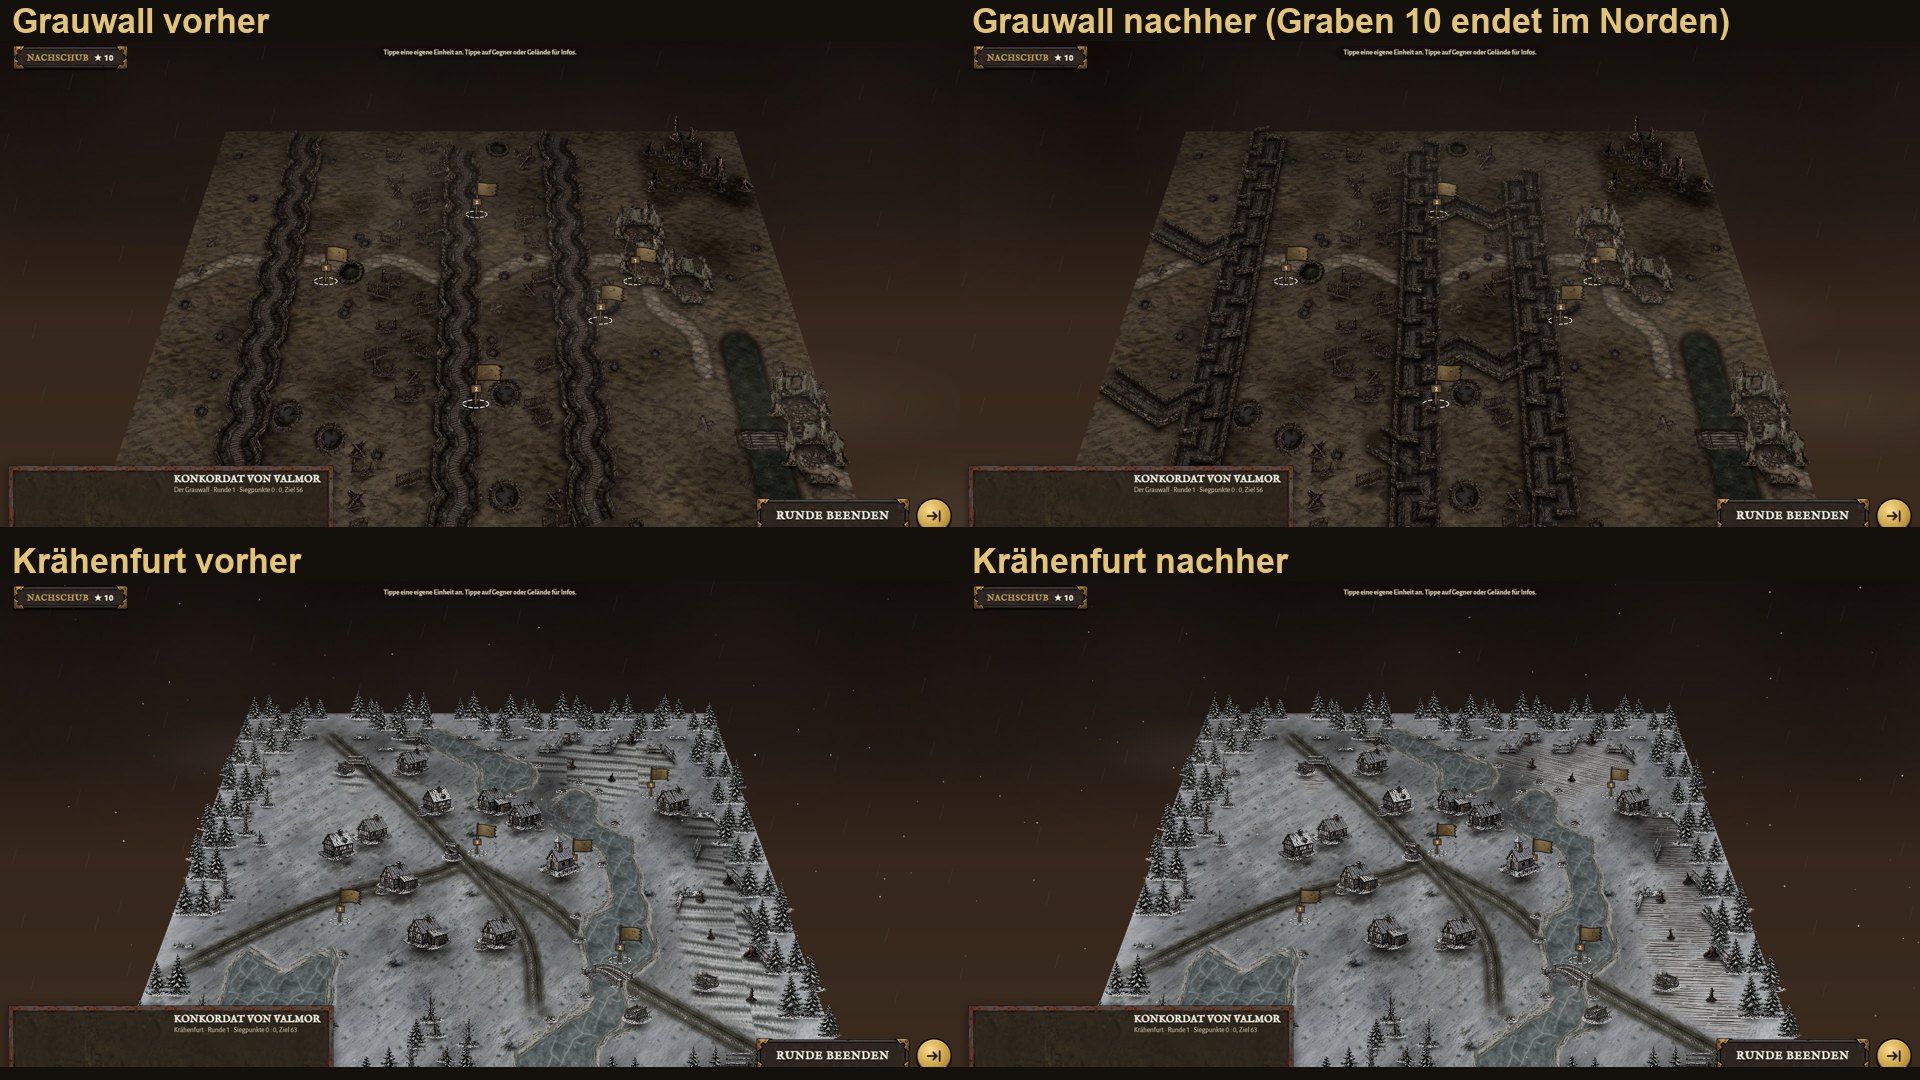 Grauwall vorher
NACHSCHUB ★ 10
Tippe eine eigene Einheit an. Tippe auf Gegner oder Gelände für Infos.
KONKORDAT VON VALMOR
Der Grauwall · Runde 1 · Siegpunkte 0 : 0, Ziel 56
RUNDE BEENDEN
Grauwall nachher (Graben 10 endet im Norden)
NACHSCHUB ★ 10
Tippe eine eigene Einheit an. Tippe auf Gegner oder Gelände für Infos.
KONKORDAT VON VALMOR
Der Grauwall · Runde 1 · Siegpunkte 0 : 0, Ziel 56
RUNDE BEENDEN
Krähenfurt vorher
NACHSCHUB ★ 10
Tippe eine eigene Einheit an. Tippe auf Gegner oder Gelände für Infos.
KONKORDAT VON VALMOR
Krähenfurt · Runde 1 · Siegpunkte 0 : 0, Ziel 63
RUNDE BEENDEN
Krähenfurt nachher
NACHSCHUB ★ 10
Tippe eine eigene Einheit an. Tippe auf Gegner oder Gelände für Infos.
KONKORDAT VON VALMOR
Krähenfurt · Runde 1 · Siegpunkte 0 : 0, Ziel 63
RUNDE BEENDEN